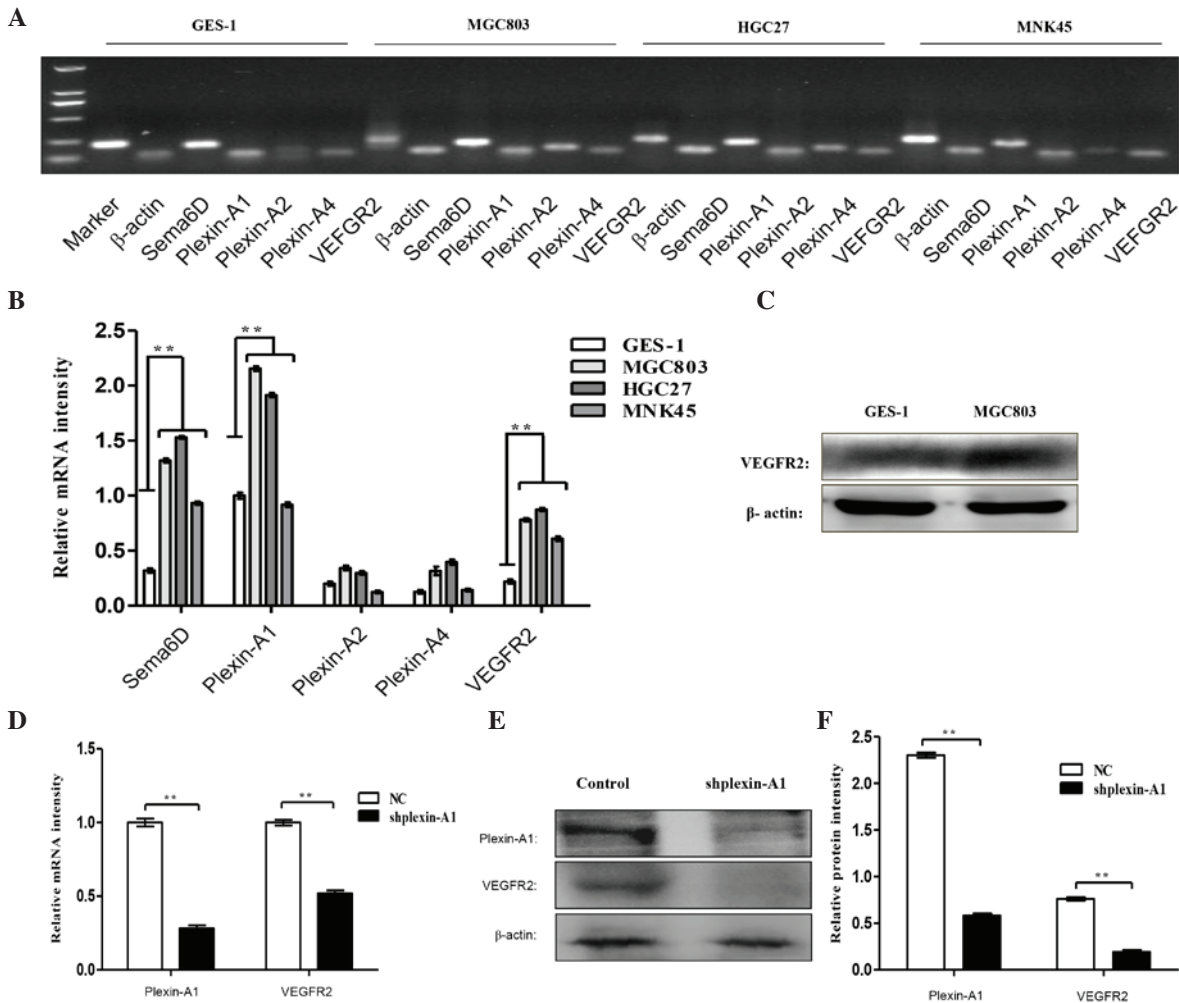 A
GES-1 MGC803 HGC27 MNK45
Marker β-actin Sema6D Plexin-A1 Plexin-A2 Plexin-A4 VEFGR2 β-actin Sema6D Plexin-A1 Plexin-A2 Plexin-A4 VEFGR2 β-actin Sema6D Plexin-A1 Plexin-A2 Plexin-A4 VEFGR2 β-actin Sema6D Plexin-A1 Plexin-A2 Plexin-A4 VEFGR2
B
Relative mRNA intensity
2.5
2.0
1.5
1.0
0.5
0.0
** ** **
GES-1
MGC803
HGC27
MNK45
Sema6D Plexin-A1 Plexin-A2 Plexin-A4 VEGFR2
C
GES-1 MGC803
VEGFR2:
β- actin:
D
Relative mRNA intensity
1.5
1.0
0.5
0.0
** **
NC
shplexin-A1
Plexin-A1 VEGFR2
E
Control shplexin-A1
Plexin-A1:
VEGFR2:
β-actin:
F
Relative protein intensity
2.5
2.0
1.5
1.0
0.5
0.0
** **
NC
shplexin-A1
Plexin-A1 VEGFR2